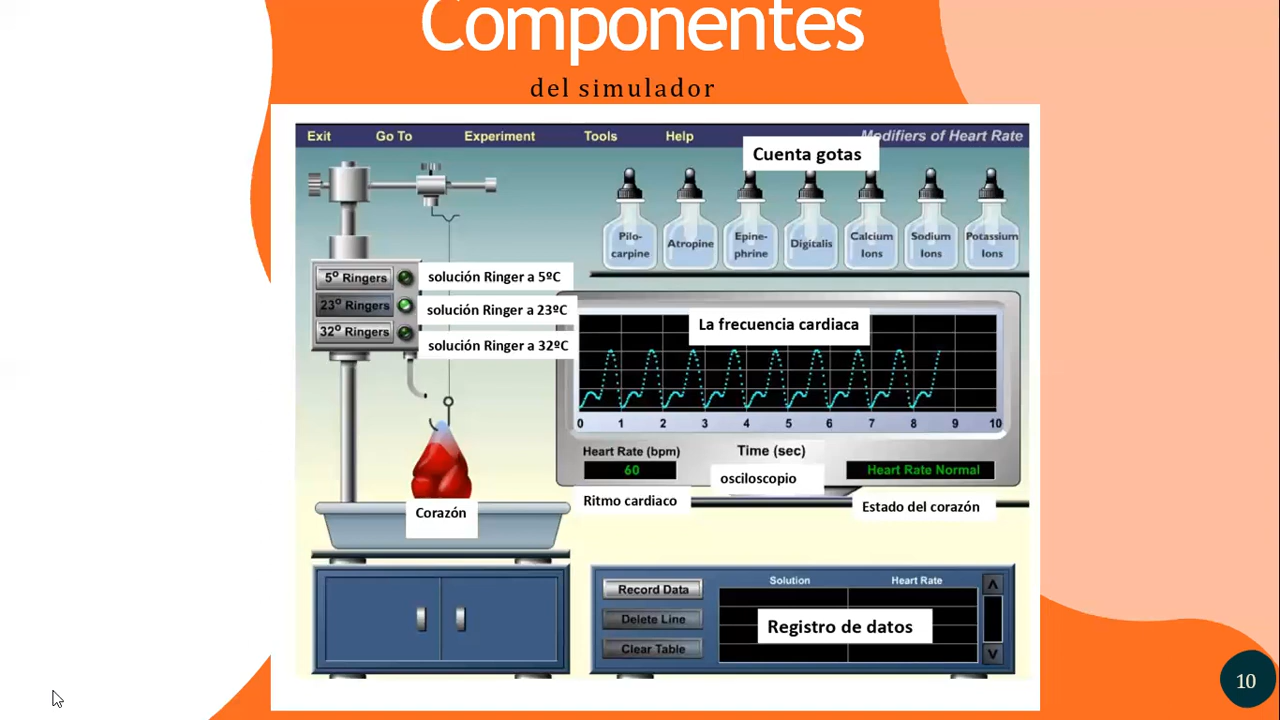 Componentes
del simulador
Exit Go To Experiment Tools Help Modifiers of Heart Rate
Cuenta gotas
Pilo-
carpine
Atropine
Epine-
phrine
Digitalis
Calcium
Ions
Sodium
Ions
Potassium
Ions
5º Ringers
solución Ringer a 5ºC
23º Ringers
solución Ringer a 23ºC
32º Ringers
solución Ringer a 32ºC
La frecuencia cardiaca
0 1 2 3 4 5 6 7 8 9 10
Heart Rate (bpm)
Time (sec)
60
Heart Rate Normal
osciloscopio
Ritmo cardiaco
Estado del corazón
Corazón
Record Data
Delete Line
Clear Table
Solution Heart Rate
Registro de datos
10